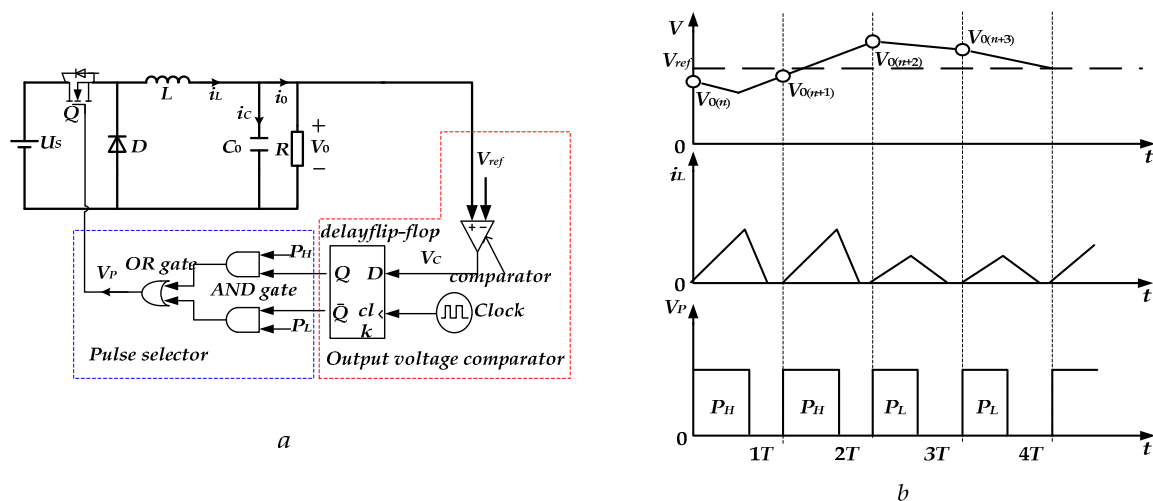 Q
L
iL
i0
iC
Us
D
C0
R
+
V0
−
Vref
+ −
delayflip-flop
VC
comparator
PH
OR gate
VP
AND gate
Q D
Q̄ cl
k
Clock
PL
Pulse selector
Output voltage comparator
a
V
Vref
V0(n)
V0(n+1)
V0(n+2)
V0(n+3)
0
t
iL
0
t
VP
PH
PH
PL
PL
0
1T
2T
3T
4T
t
b